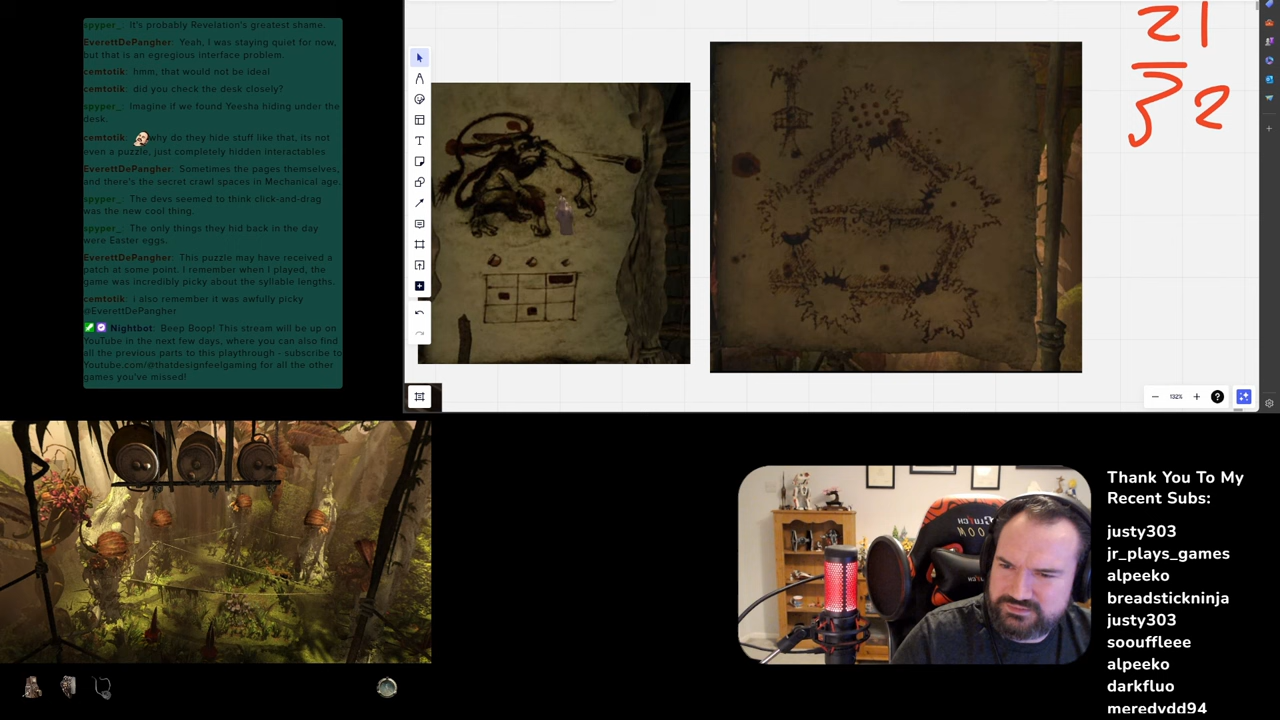 spyper_: It's probably Revelation's greatest shame.
EverettDePangher: Yeah, I was staying quiet for now,
but that is an egregious interface problem.
cemtotik: hmm, that would not be ideal
cemtotik: did you check the desk closely?
spyper_: Imagine if we found Yeesha hiding under the
desk.
cemtotik: why do they hide stuff like that, its not
even a puzzle, just completely hidden interactables
EverettDePangher: Sometimes the pages themselves,
and there's the secret crawl spaces in Mechanical age.
spyper_: The devs seemed to think click-and-drag
was the new cool thing.
spyper_: The only things they hid back in the day
were Easter eggs.
EverettDePangher: This puzzle may have received a
patch at some point. I remember when I played, the
game was incredibly picky about the syllable lengths.
cemtotik: i also remember it was awfully picky
@EverettDePangher
Nightbot: Beep Boop! This stream will be up on
YouTube in the next few days, where you can also find
all the previous parts to this playthrough - subscribe to
Youtube.com/@thatdesignfeelgaming for all the other
games you've missed!
21
132%
Thank You To My
Recent Subs:
justy303
jr_plays_games
alpeeko
breadstickninja
justy303
sooufleee
alpeeko
darkfluo
meredydd94